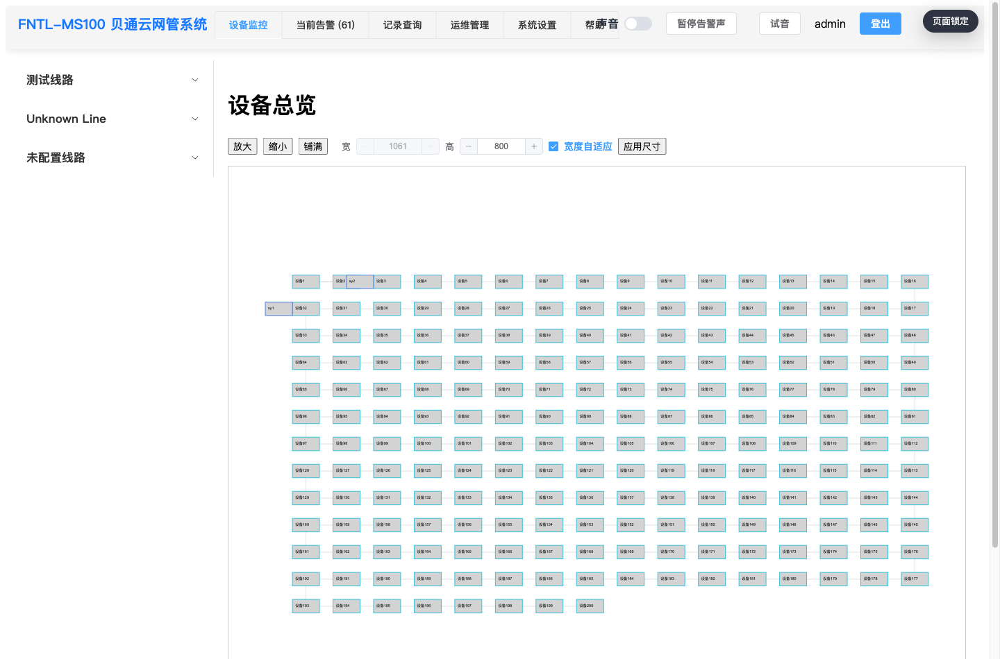 FNTL-MS100 贝通云网管系统 设备监控 当前告警 (61) 记录查询 运维管理 系统设置 帮助 声音 暂停告警声 试音 admin 登出 页面锁定
测试线路
Unknown Line
未配置线路
设备总览
放大 缩小 铺满 宽 1061 高 800 宽度自适应 应用尺寸
设备1 设备2 sy2 设备3 设备4 设备5 设备6 设备7 设备8 设备9 设备10 设备11 设备12 设备13 设备14 设备15 设备16
sy1 设备32 设备31 设备30 设备29 设备28 设备27 设备26 设备25 设备24 设备23 设备22 设备21 设备20 设备19 设备18 设备17
设备33 设备34 设备35 设备36 设备37 设备38 设备39 设备40 设备41 设备42 设备43 设备44 设备45 设备46 设备47 设备48
设备64 设备63 设备62 设备61 设备60 设备59 设备58 设备57 设备56 设备55 设备54 设备53 设备52 设备51 设备50 设备49
设备65 设备66 设备67 设备68 设备69 设备70 设备71 设备72 设备73 设备74 设备75 设备76 设备77 设备78 设备79 设备80
设备96 设备95 设备94 设备93 设备92 设备91 设备90 设备89 设备88 设备87 设备86 设备85 设备84 设备83 设备82 设备81
设备97 设备98 设备99 设备100 设备101 设备102 设备103 设备104 设备105 设备106 设备107 设备108 设备109 设备110 设备111 设备112
设备128 设备127 设备126 设备125 设备124 设备123 设备122 设备121 设备120 设备119 设备118 设备117 设备116 设备115 设备114 设备113
设备129 设备130 设备131 设备132 设备133 设备134 设备135 设备136 设备137 设备138 设备139 设备140 设备141 设备142 设备143 设备144
设备160 设备159 设备158 设备157 设备156 设备155 设备154 设备153 设备152 设备151 设备150 设备149 设备148 设备147 设备146 设备145
设备161 设备162 设备163 设备164 设备165 设备166 设备167 设备168 设备169 设备170 设备171 设备172 设备173 设备174 设备175 设备176
设备192 设备191 设备190 设备189 设备188 设备187 设备186 设备185 设备184 设备183 设备182 设备181 设备180 设备179 设备178 设备177
设备193 设备194 设备195 设备196 设备197 设备198 设备199 设备200